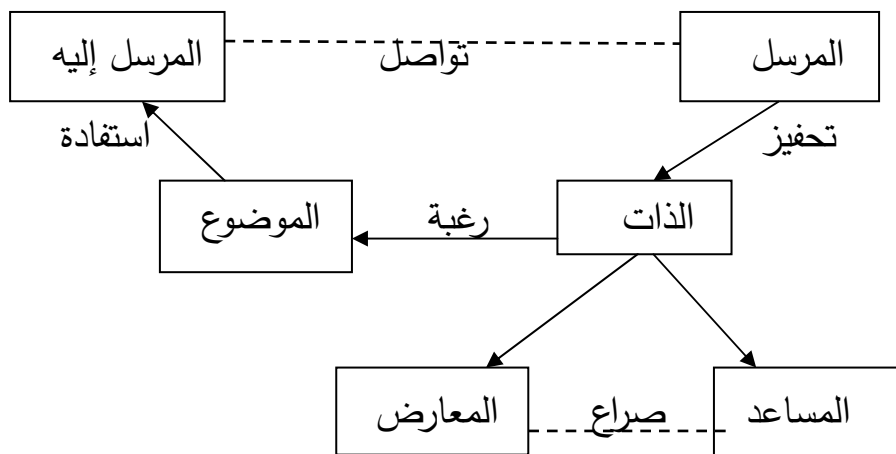 المرسل
تواصل
المرسل إليه
تحفيز
استفادة
الذات
رغبة
الموضوع
المساعد
صراع
المعارض